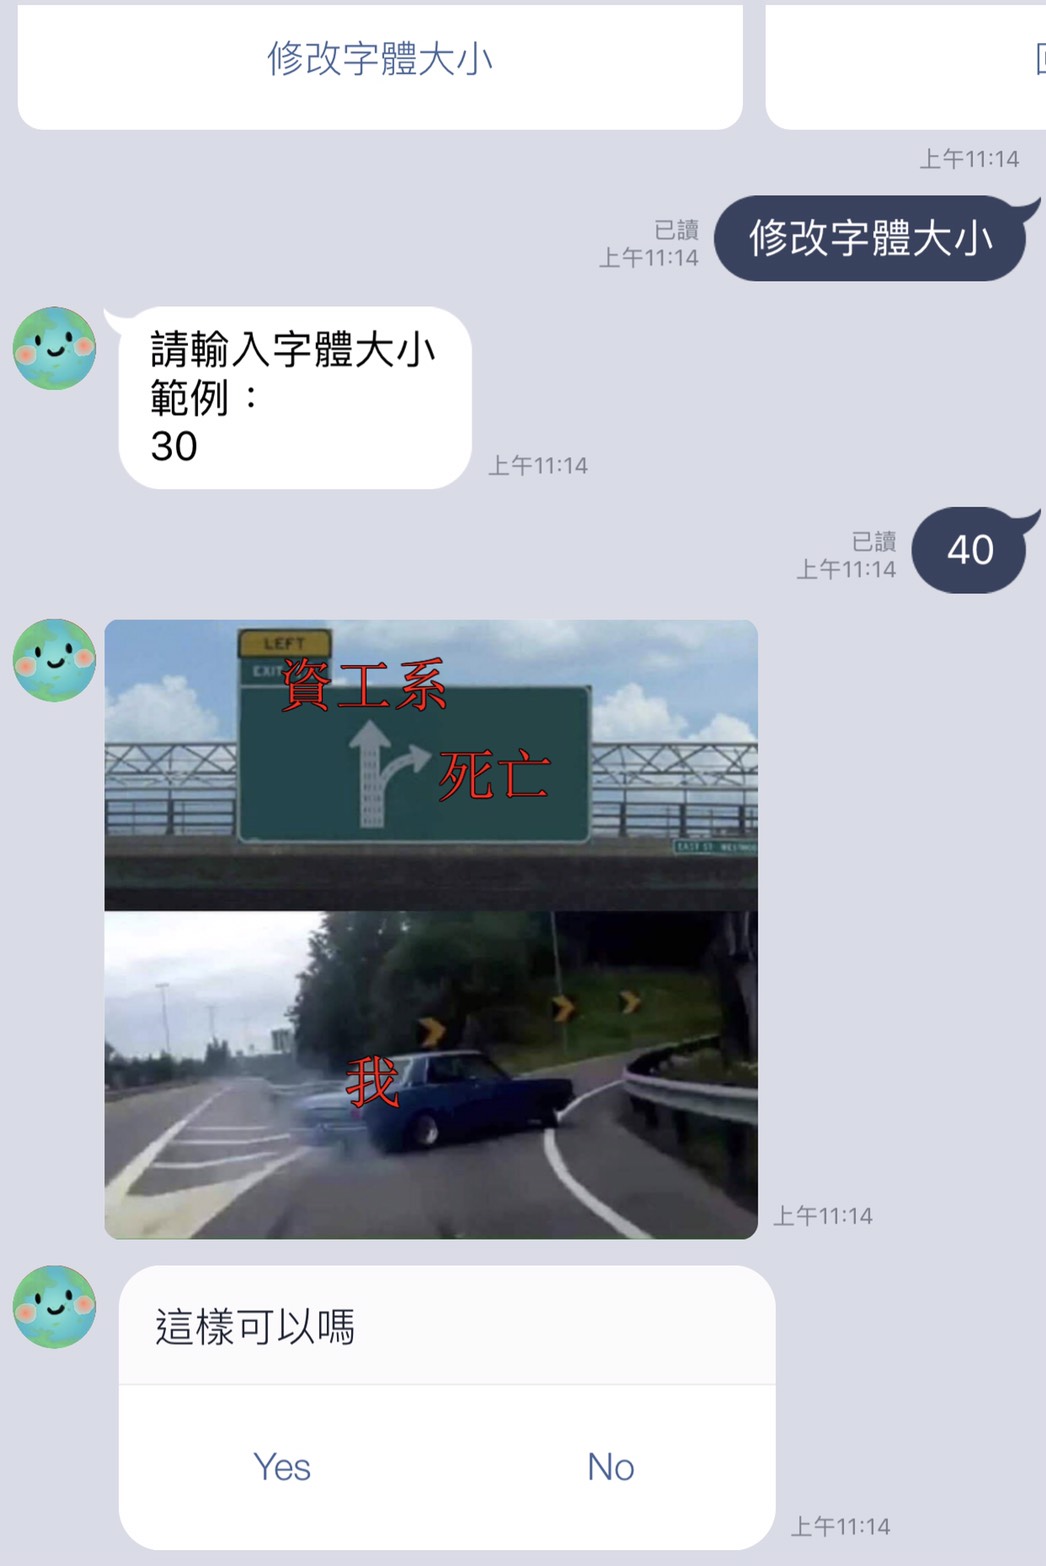 修改字體大小
上午11:14
已讀
上午11:14
修改字體大小
請輸入字體大小
範例：
30
上午11:14
已讀
上午11:14
40
LEFT
EXIT
資工系
死亡
EAST ST
我
上午11:14
這樣可以嗎
Yes
No
上午11:14